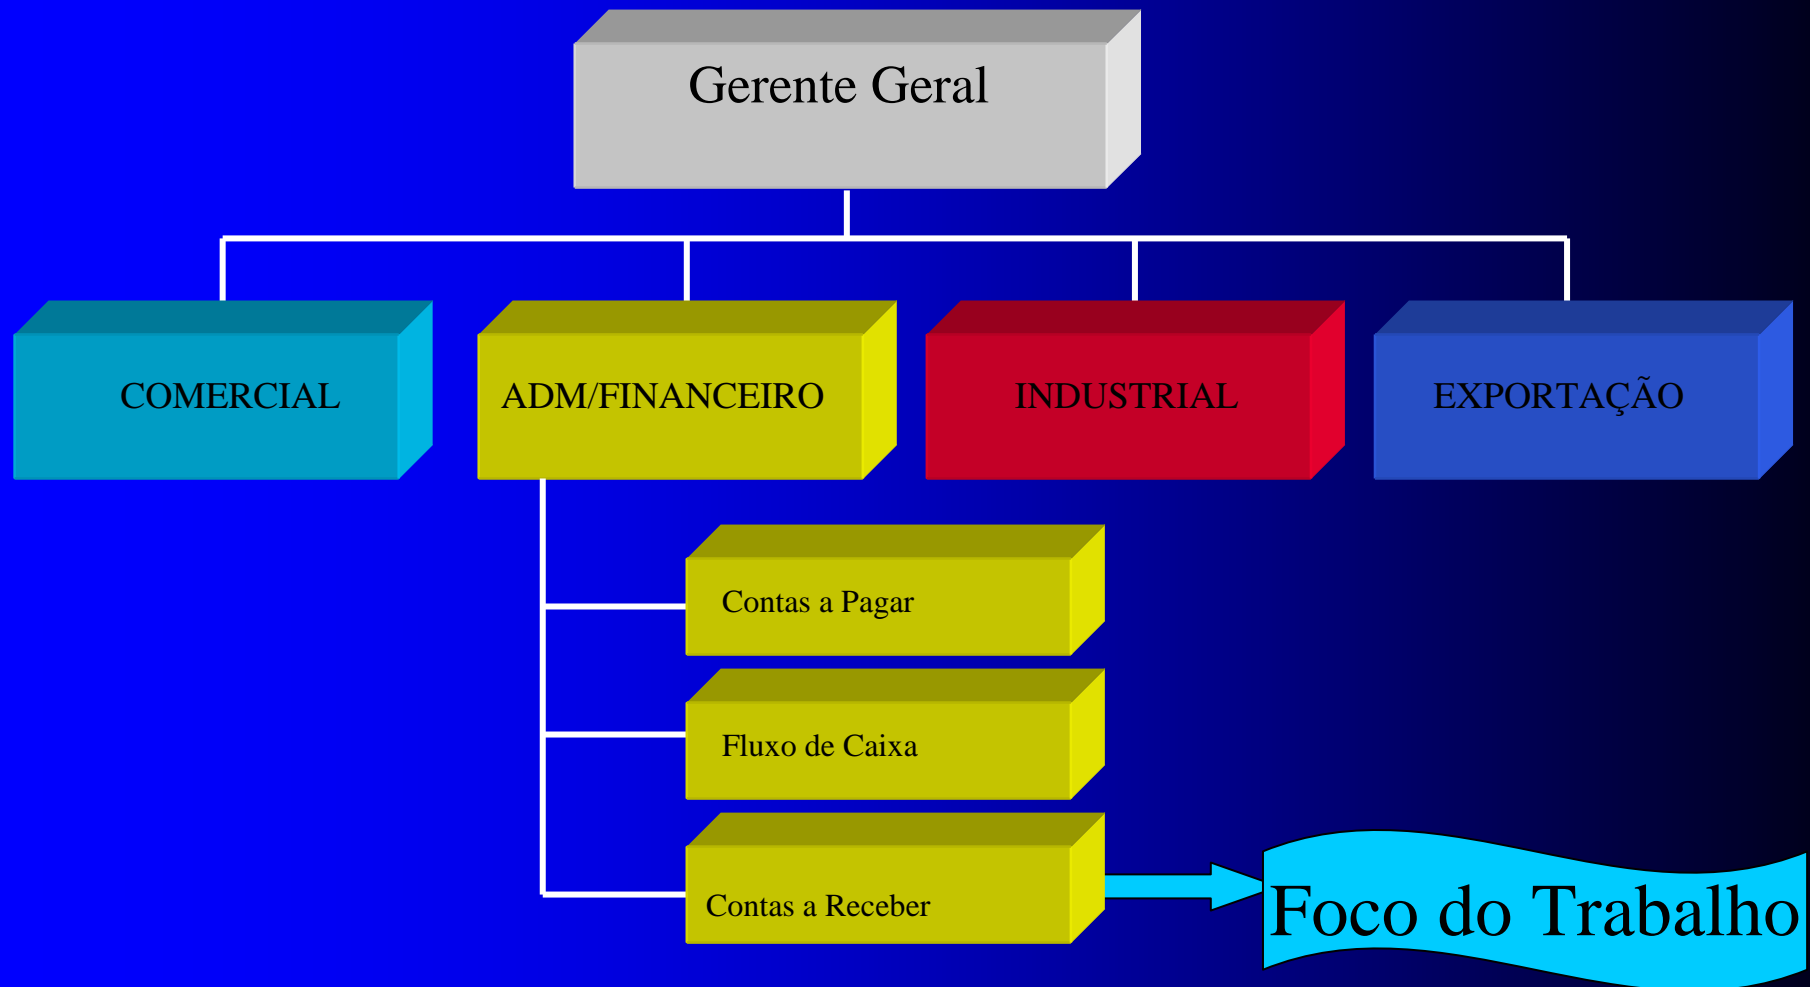 Gerente Geral
COMERCIAL
ADM/FINANCEIRO
INDUSTRIAL
EXPORTAÇÃO
Contas a Pagar
Fluxo de Caixa
Contas a Receber
Foco do Trabalho